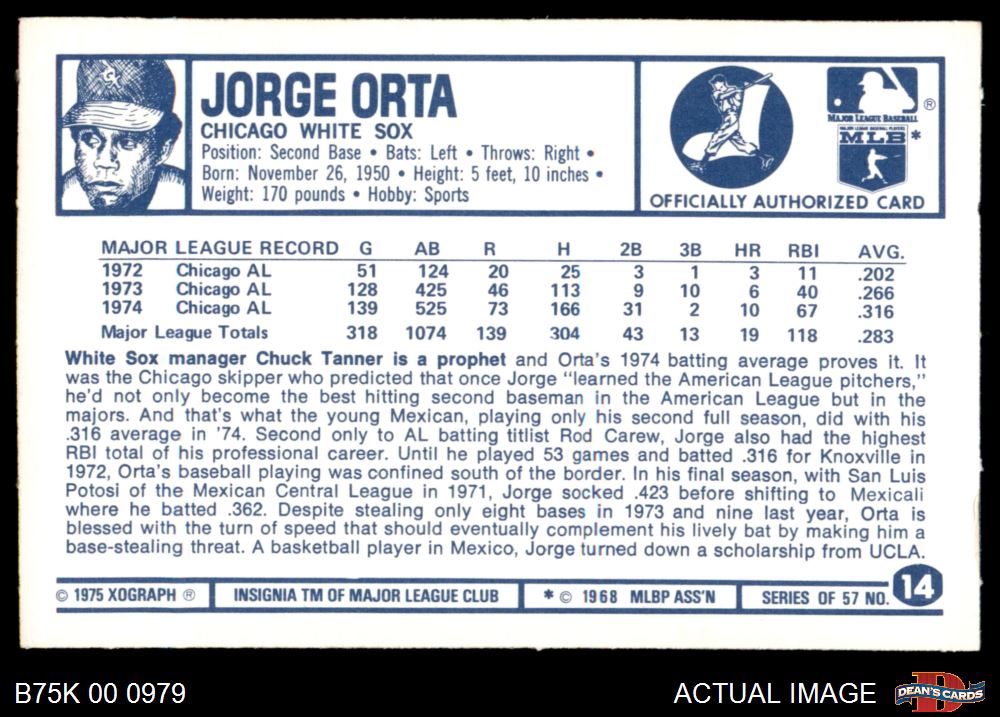 JORGE ORTA
CHICAGO WHITE SOX
Position: Second Base • Bats: Left • Throws: Right •
Born: November 26, 1950 • Height: 5 feet, 10 inches •
Weight: 170 pounds • Hobby: Sports
MAJOR LEAGUE BASEBALL ®
MAJOR LEAGUE BASEBALL PLAYERS
MLB *
OFFICIALLY AUTHORIZED CARD
MAJOR LEAGUE RECORD G AB R H 2B 3B HR RBI AVG.
1972 Chicago AL 51 124 20 25 3 1 3 11 .202
1973 Chicago AL 128 425 46 113 9 10 6 40 .266
1974 Chicago AL 139 525 73 166 31 2 10 67 .316
Major League Totals 318 1074 139 304 43 13 19 118 .283
White Sox manager Chuck Tanner is a prophet and Orta's 1974 batting average proves it. It
was the Chicago skipper who predicted that once Jorge "learned the American League pitchers,"
he'd not only become the best hitting second baseman in the American League but in the
majors. And that's what the young Mexican, playing only his second full season, did with his
.316 average in '74. Second only to AL batting titlist Rod Carew, Jorge also had the highest
RBI total of his professional career. Until he played 53 games and batted .316 for Knoxville in
1972, Orta's baseball playing was confined south of the border. In his final season, with San Luis
Potosi of the Mexican Central League in 1971, Jorge socked .423 before shifting to Mexicali
where he batted .362. Despite stealing only eight bases in 1973 and nine last year, Orta is
blessed with the turn of speed that should eventually complement his lively bat by making him a
base-stealing threat. A basketball player in Mexico, Jorge turned down a scholarship from UCLA.
© 1975 XOGRAPH ® INSIGNIA TM OF MAJOR LEAGUE CLUB * © 1968 MLBP ASS'N SERIES OF 57 NO. 14
B75K 00 0979 ACTUAL IMAGE DEAN'S CARDS